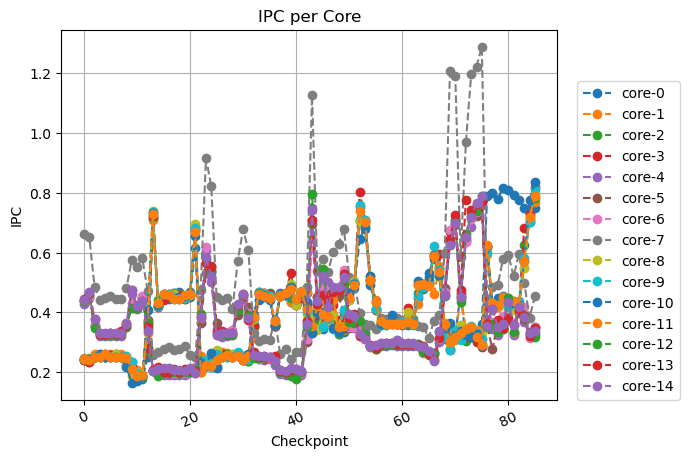 IPC per Core
IPC
1.2
1.0
0.8
0.6
0.4
0.2
0
20
40
60
80
Checkpoint
core-0
core-1
core-2
core-3
core-4
core-5
core-6
core-7
core-8
core-9
core-10
core-11
core-12
core-13
core-14